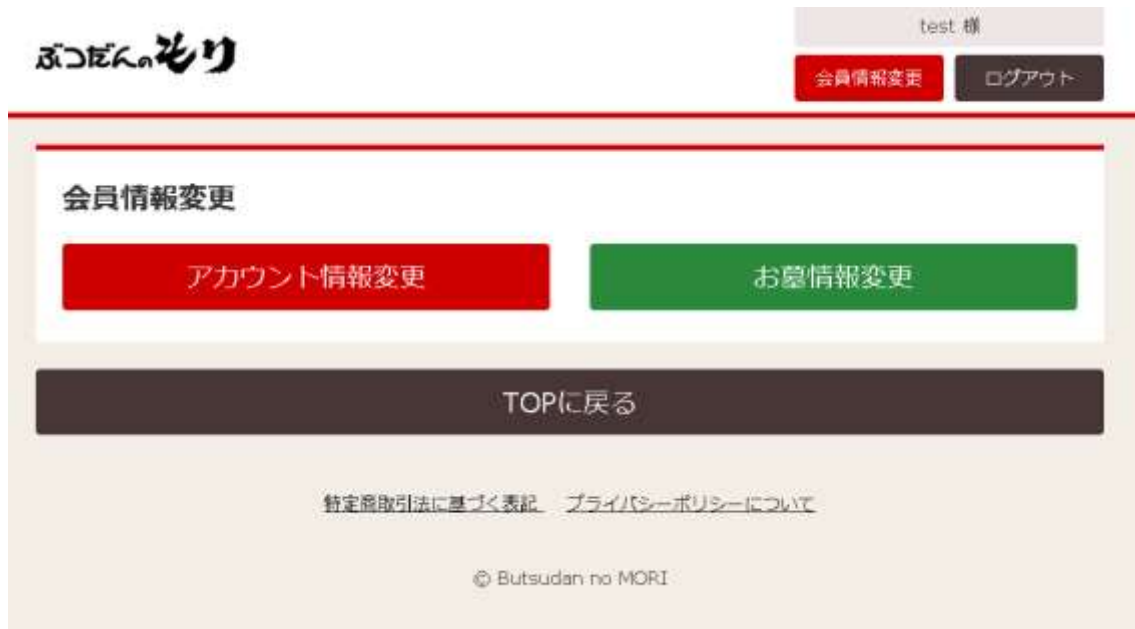 ぶつだんのもり
test 様
会員情報変更
ログアウト
会員情報変更
アカウント情報変更
お墓情報変更
TOPに戻る
特定商取引法に基づく表記
プライバシーポリシーについて
© Butsudan no MORI